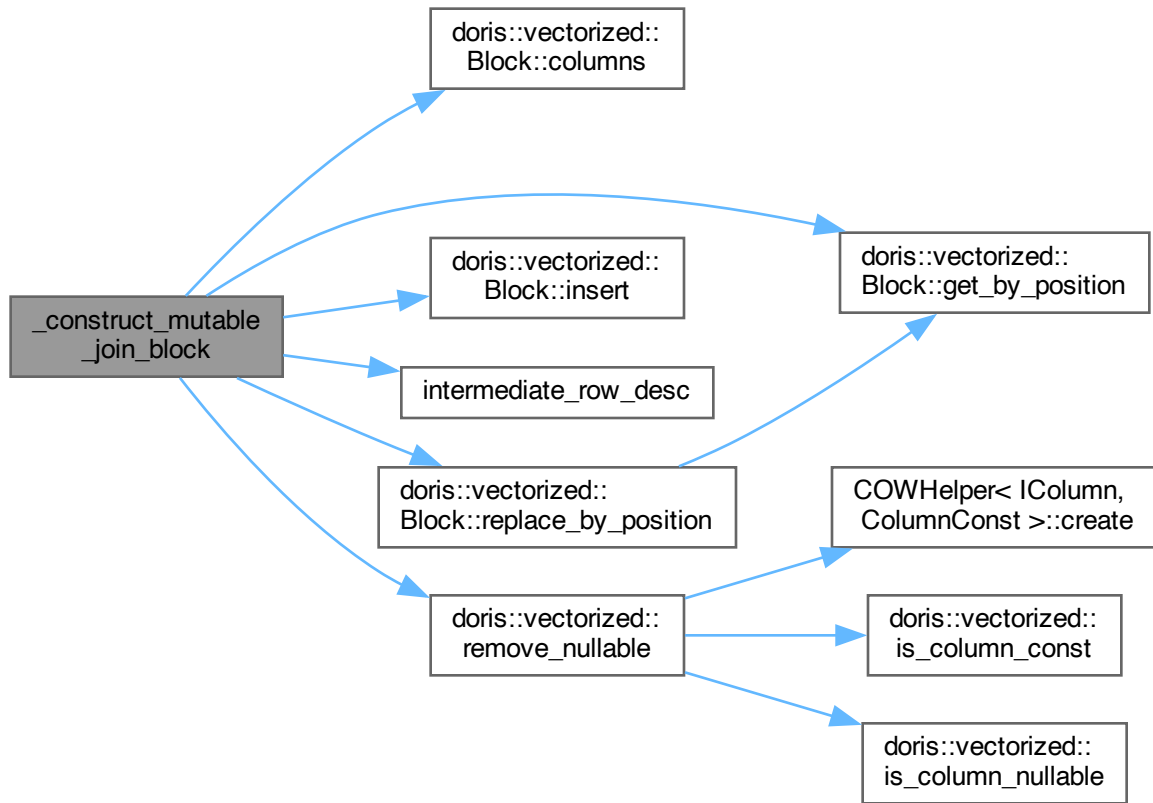 doris::vectorized::
Block::columns
_construct_mutable
_join_block
doris::vectorized::
Block::insert
doris::vectorized::
Block::get_by_position
intermediate_row_desc
doris::vectorized::
Block::replace_by_position
COWHelper< IColumn,
ColumnConst >::create
doris::vectorized::
remove_nullable
doris::vectorized::
is_column_const
doris::vectorized::
is_column_nullable